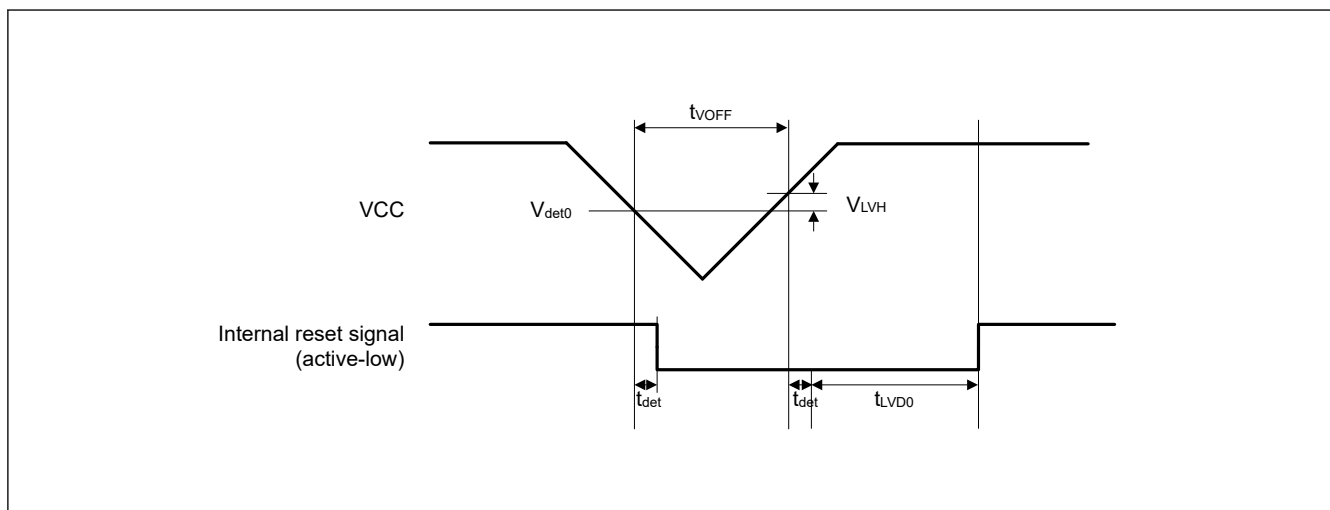 tVOFF
VCC
Vdet0
VLVH
Internal reset signal
(active-low)
tdet
tdet
tLVD0